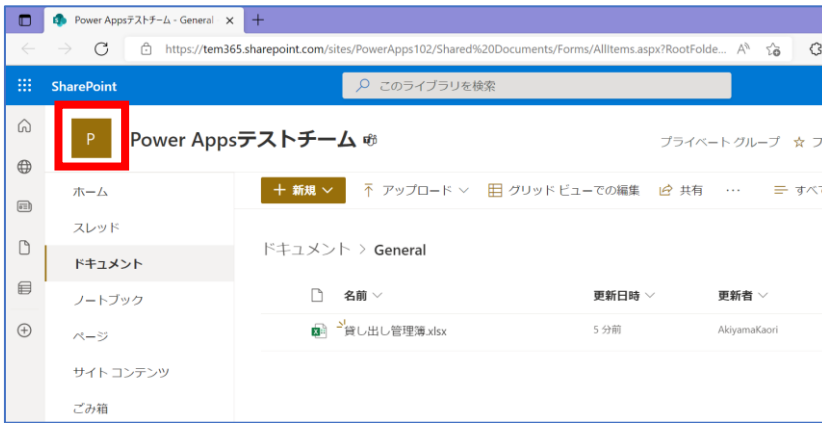 Power Appsテストチーム - General
https://tem365.sharepoint.com/sites/PowerApps102/Shared%20Documents/Forms/AllItems.aspx?RootFolde...
SharePoint
このライブラリを検索
P
Power Appsテストチーム
プライベート グループ ☆ フ
ホーム
スレッド
ドキュメント
ノートブック
ページ
サイト コンテンツ
ごみ箱
+ 新規 アップロード グリッド ビューでの編集 共有 … すべ
ドキュメント > General
名前 更新日時 更新者
貸し出し管理簿.xlsx 5 分前 AkiyamaKaori